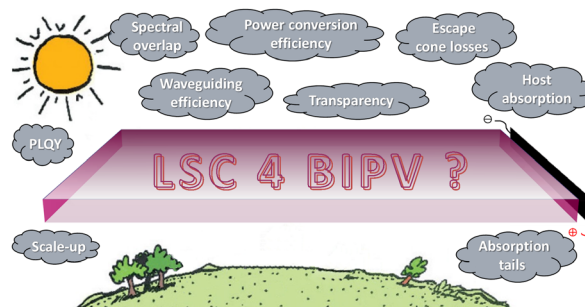 Spectral
overlap
Power conversion
efficiency
Escape
cone losses
Waveguiding
efficiency
Transparency
Host
absorption
⊖
PLQY
LSC 4 BIPV ?
⊕
Scale-up
Absorption
tails